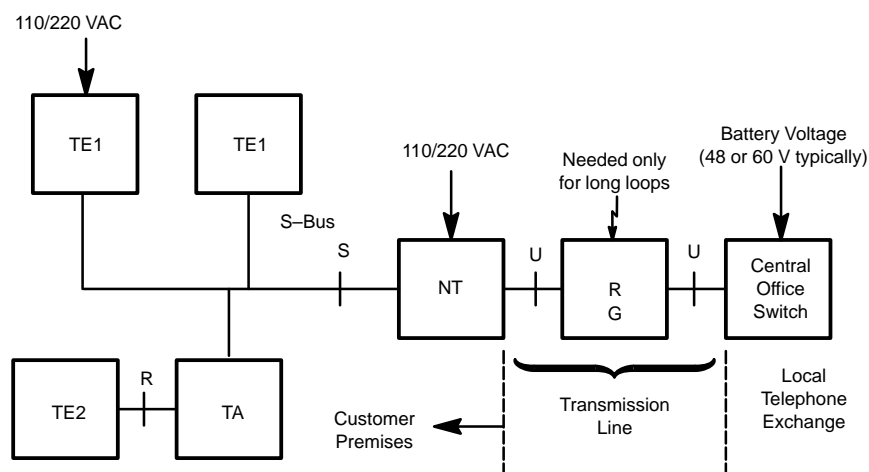 110/220 VAC
TE1
TE1
110/220 VAC
Needed only
for long loops
Battery Voltage
(48 or 60 V typically)
S–Bus
S
NT
U
R
G
U
Central
Office
Switch
TE2
R
TA
Customer
Premises
Transmission
Line
Local
Telephone
Exchange